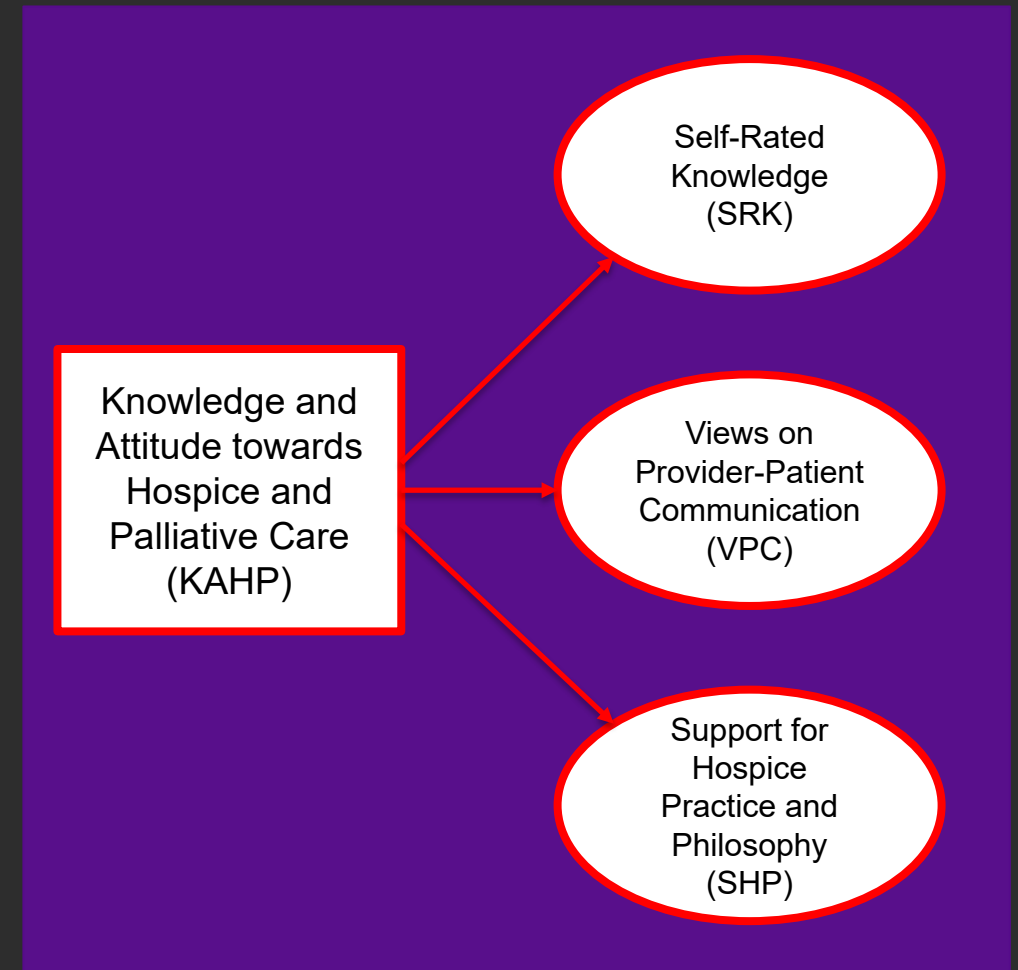 Self-Rated
Knowledge
(SRK)
Knowledge and
Attitude towards
Hospice and
Palliative Care
(KAHP)
Views on
Provider-Patient
Communication
(VPC)
Support for
Hospice
Practice and
Philosophy
(SHP)